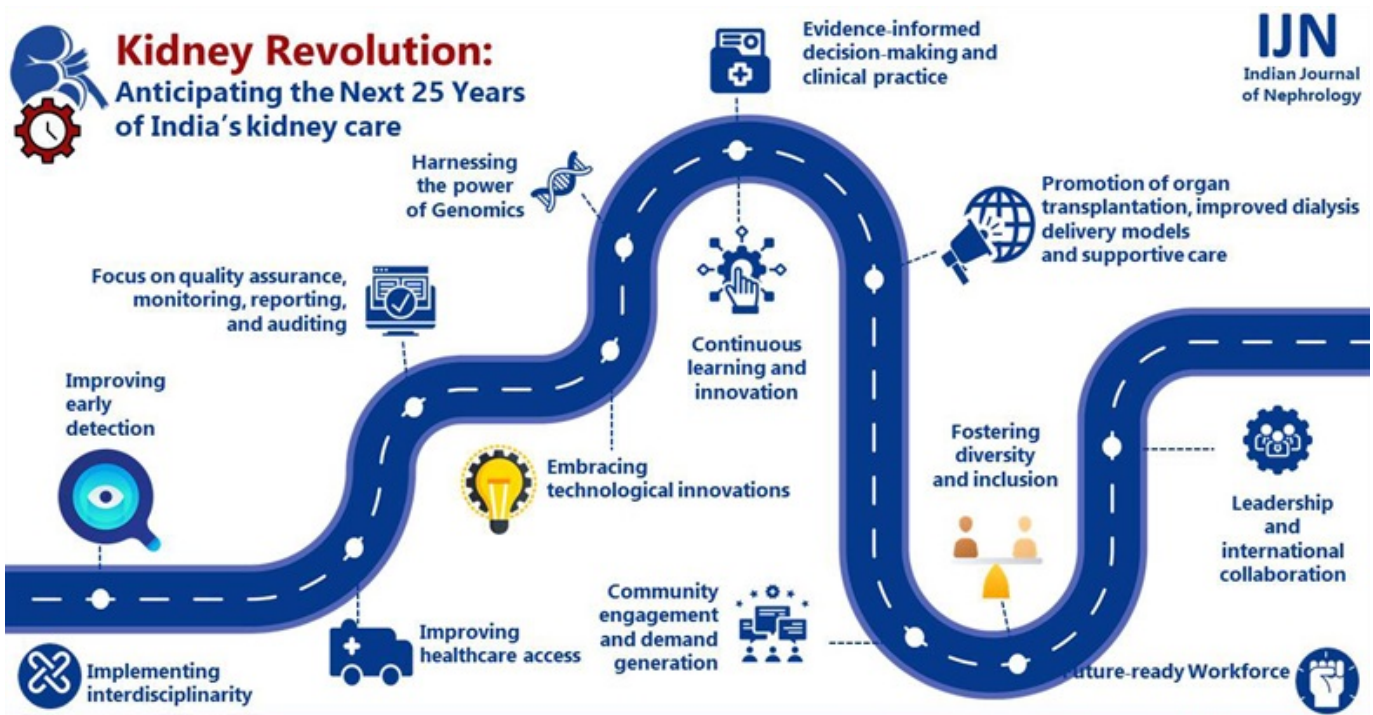 Kidney Revolution:
Anticipating the Next 25 Years
of India's kidney care
IJN
Indian Journal
of Nephrology
Evidence-informed
decision-making and
clinical practice
Harnessing
the power
of Genomics
Promotion of organ
transplantation, improved dialysis
delivery models
and supportive care
Focus on quality assurance,
monitoring, reporting,
and auditing
Continuous
learning and
innovation
Improving
early
detection
Embracing
technological innovations
Fostering
diversity
and inclusion
Leadership
and
international
collaboration
Community
engagement
and demand
generation
Improving
healthcare access
Implementing
interdisciplinarity
Future-ready Workforce